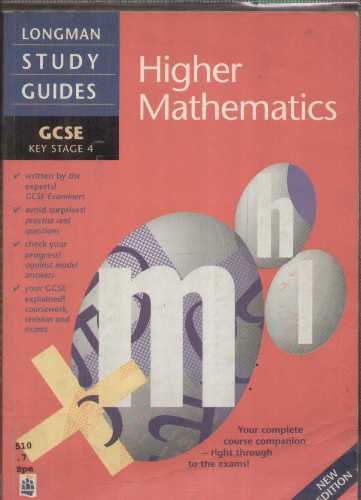 LONGMAN
STUDY
GUIDES
GCSE
KEY STAGE 4
Higher
Mathematics
✔ written by the
experts!
GCSE Examiners
✔ avoid surprises!
practise real
questions
✔ check your
progress!
against model
answers
✔ your GCSE
explained!
coursework,
revision and
exams
h
m
l
Your complete
course companion
– right through
to the exams!
NEW
EDITION
510
.7
Spe